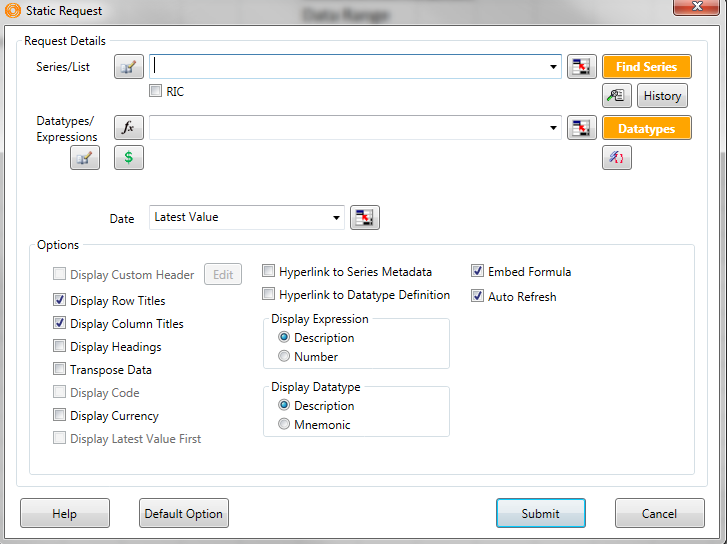 Data Range
Static Request
Request Details
Series/List
Find Series
RIC
History
Datatypes/
Expressions
fx
Datatypes
$
Date
Latest Value
Options
Display Custom Header
Edit
Display Row Titles
Display Column Titles
Display Headings
Transpose Data
Display Code
Display Currency
Display Latest Value First
Hyperlink to Series Metadata
Hyperlink to Datatype Definition
Display Expression
Description
Number
Display Datatype
Description
Mnemonic
Embed Formula
Auto Refresh
Help
Default Option
Submit
Cancel